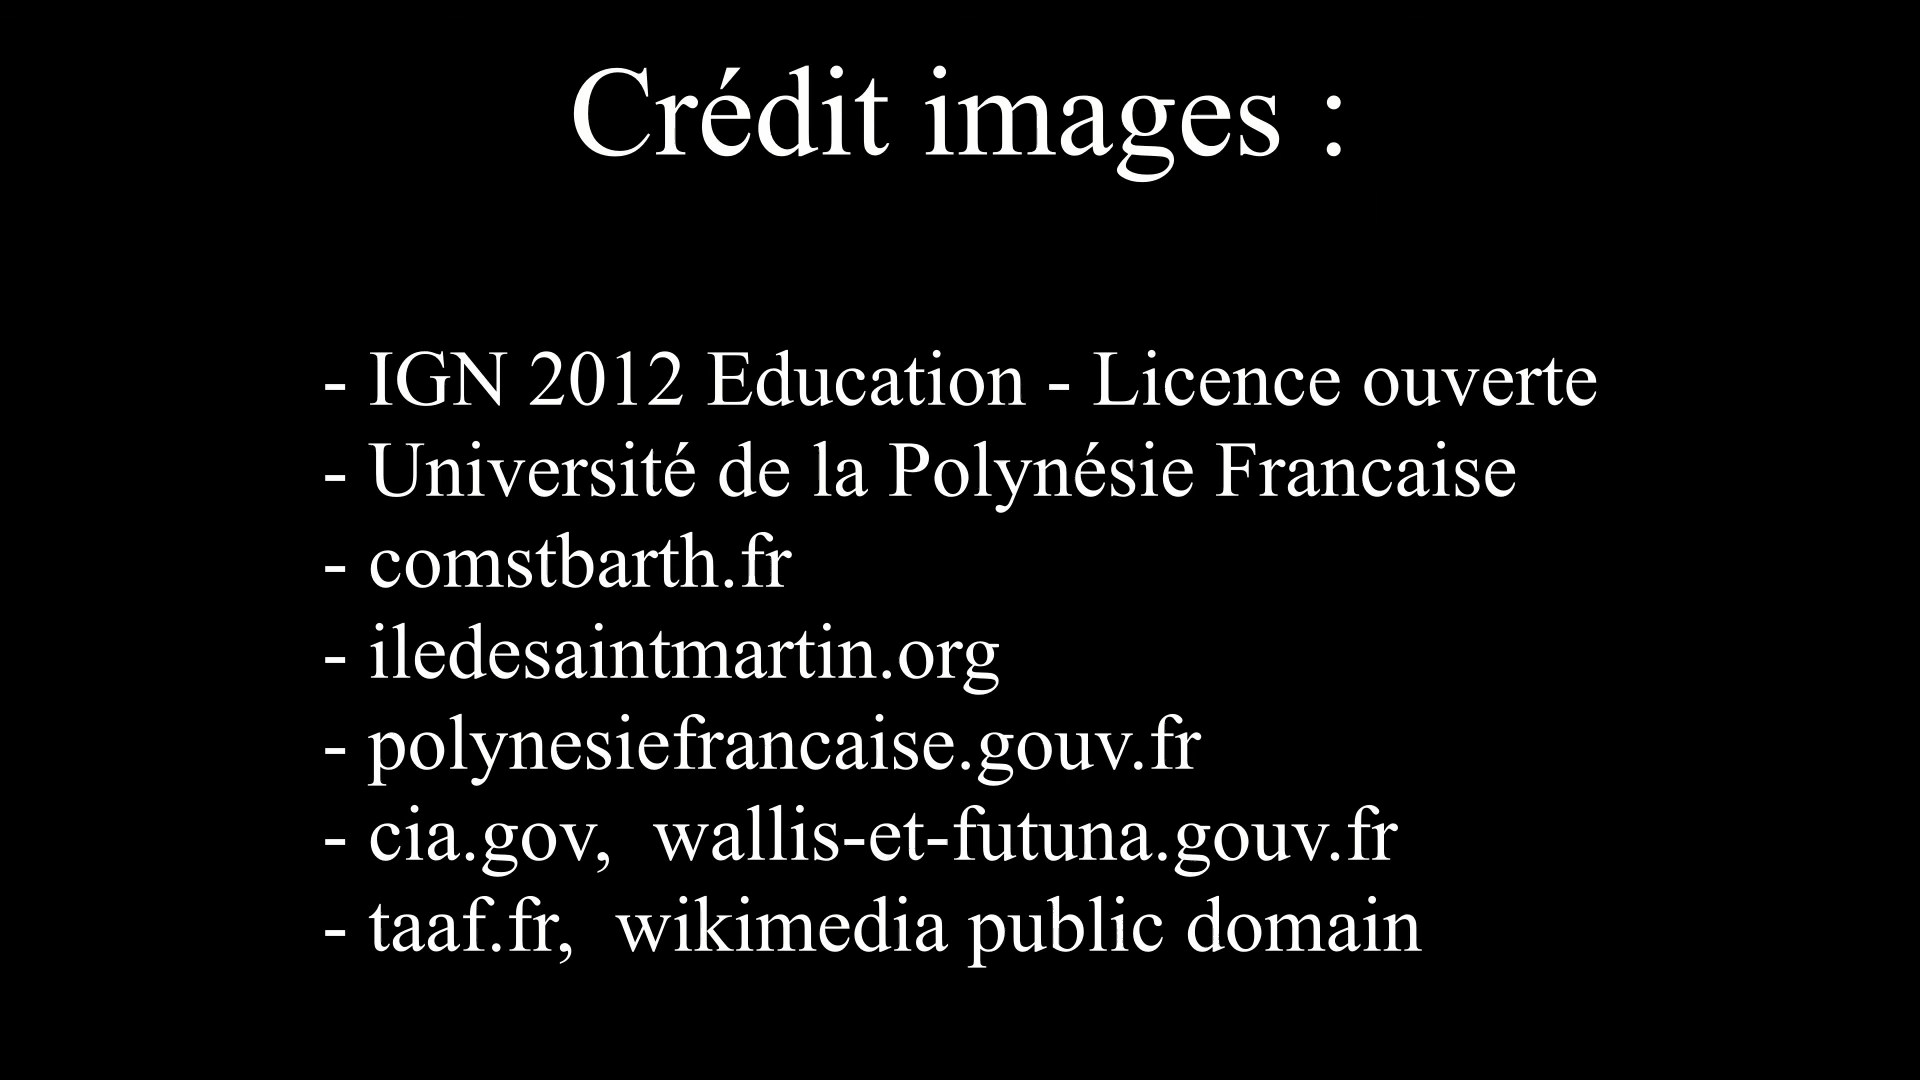 Crédit images :
- IGN 2012 Education - Licence ouverte
- Université de la Polynésie Francaise
- comstbarth.fr
- iledesaintmartin.org
- polynesiefrancaise.gouv.fr
- cia.gov,  wallis-et-futuna.gouv.fr
- taaf.fr,  wikimedia public domain